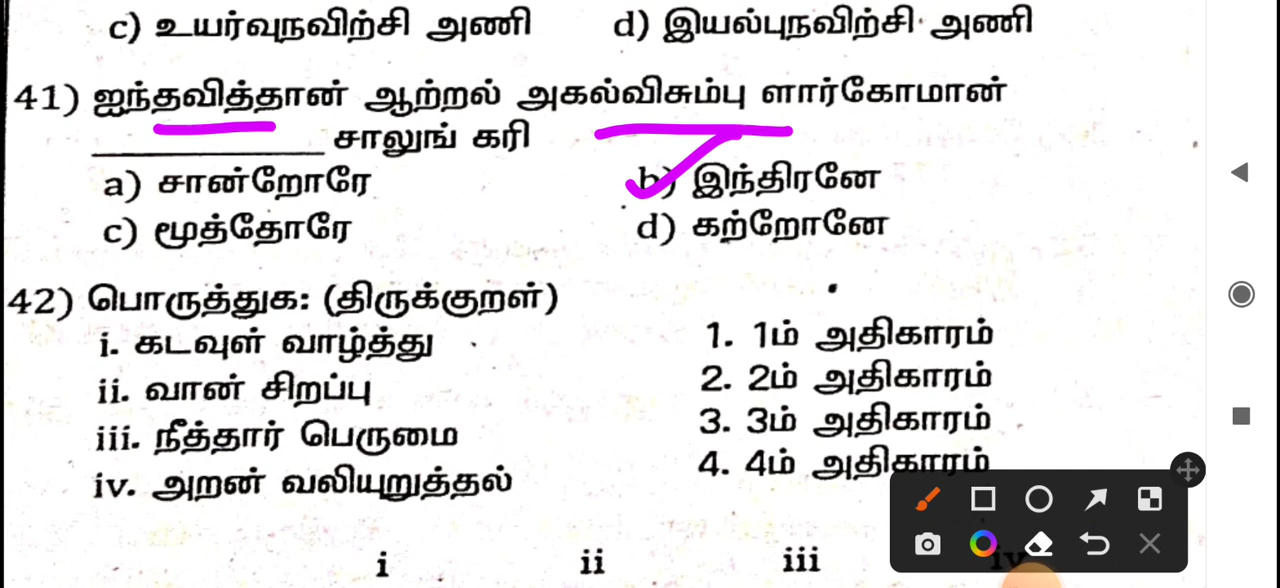 c) உயர்வுநவிற்சி அணி d) இயல்புநவிற்சி அணி
41) ஐந்தவித்தான் ஆற்றல் அகல்விசும்பு ளார்கோமான்
____________ சாலுங் கரி
a) சான்றோரே b) இந்திரனே
c) மூத்தோரே d) கற்றோனே
42) பொருத்துக: (திருக்குறள்)
i. கடவுள் வாழ்த்து 1. 1ம் அதிகாரம்
ii. வான் சிறப்பு 2. 2ம் அதிகாரம்
iii. நீத்தார் பெருமை 3. 3ம் அதிகாரம்
iv. அறன் வலியுறுத்தல் 4. 4ம் அதிகாரம்
i ii iii iv